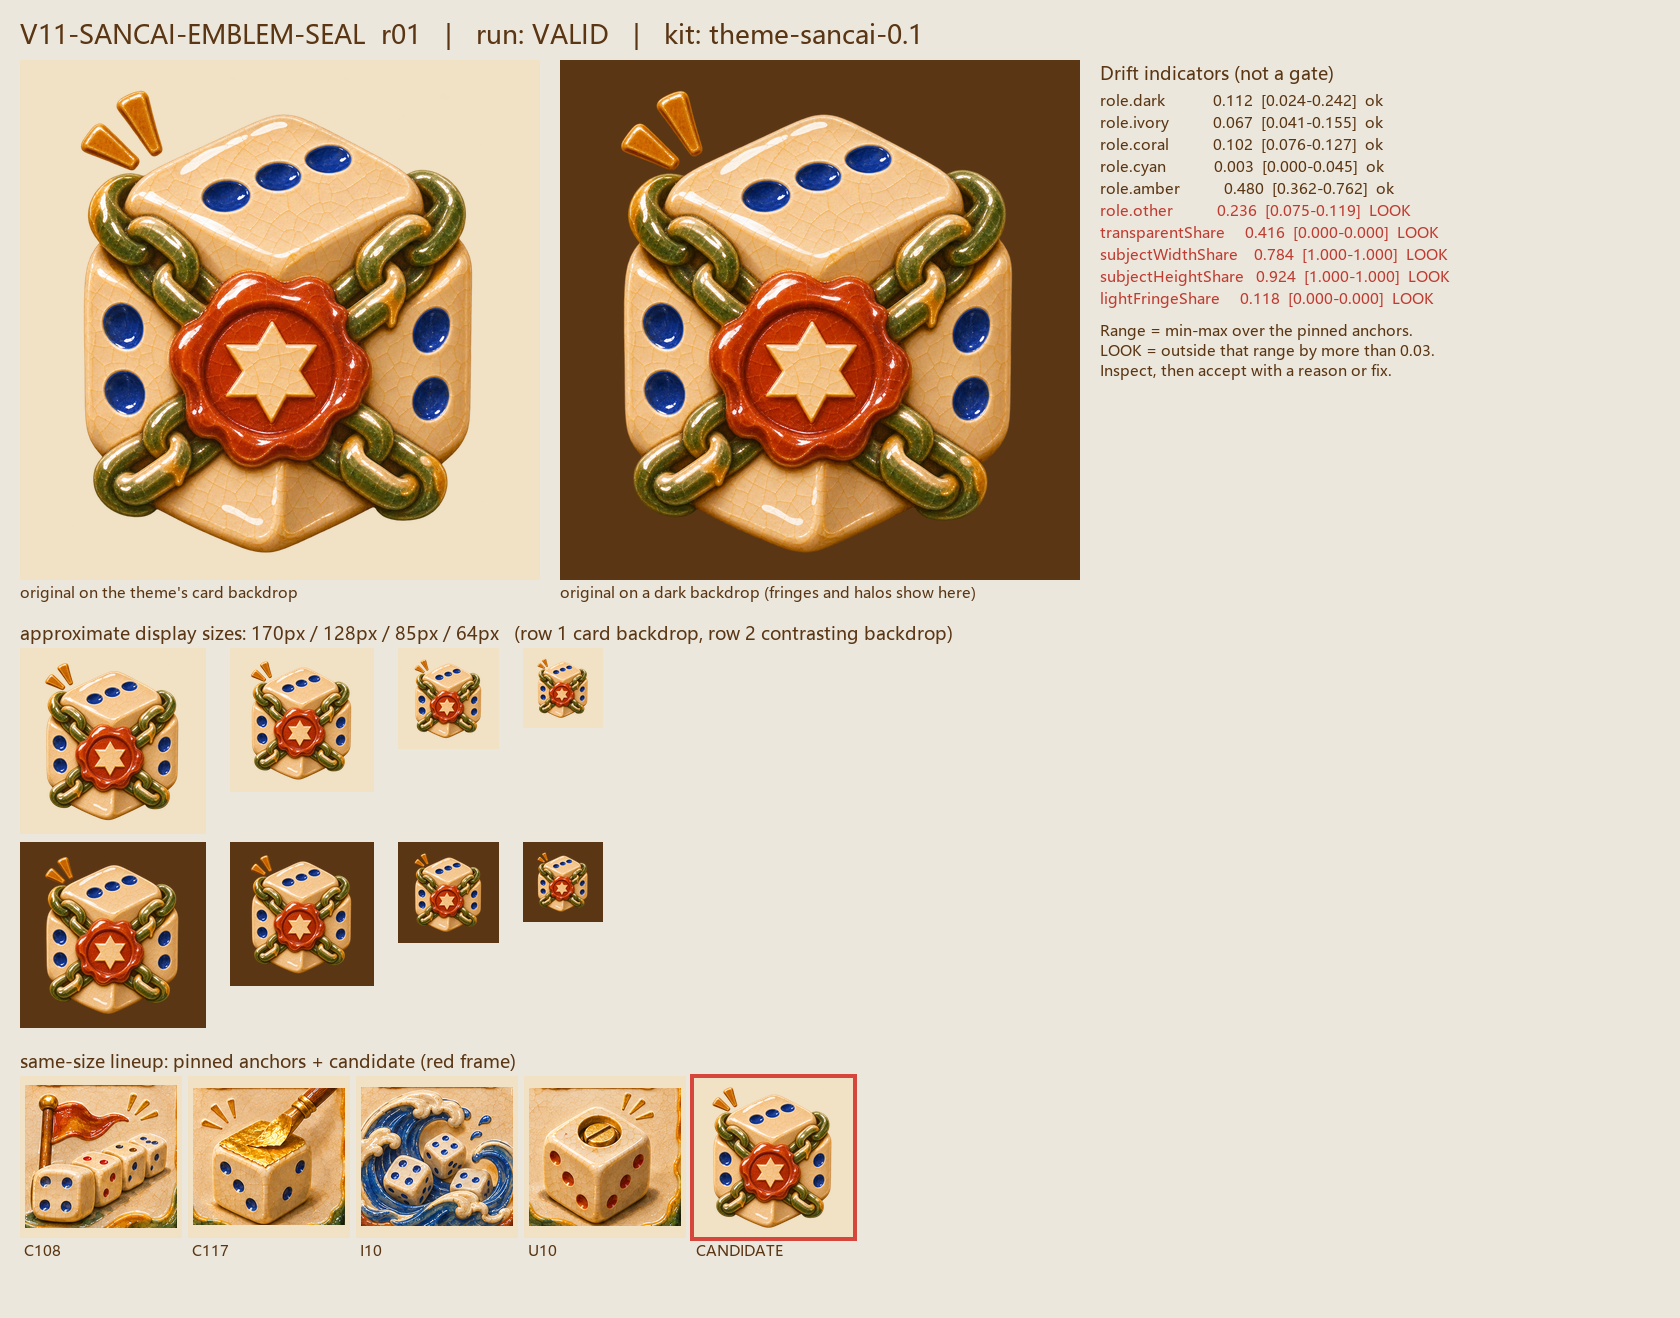 V11-SANCAI-EMBLEM-SEAL r01 | run: VALID | kit: theme-sancai-0.1
Drift indicators (not a gate)
role.dark 0.112 [0.024-0.242] ok
role.ivory 0.067 [0.041-0.155] ok
role.coral 0.102 [0.076-0.127] ok
role.cyan 0.003 [0.000-0.045] ok
role.amber 0.480 [0.362-0.762] ok
role.other 0.236 [0.075-0.119] LOOK
transparentShare 0.416 [0.000-0.000] LOOK
subjectWidthShare 0.784 [1.000-1.000] LOOK
subjectHeightShare 0.924 [1.000-1.000] LOOK
lightFringeShare 0.118 [0.000-0.000] LOOK
Range = min-max over the pinned anchors.
LOOK = outside that range by more than 0.03.
Inspect, then accept with a reason or fix.
original on the theme's card backdrop
original on a dark backdrop (fringes and halos show here)
approximate display sizes: 170px / 128px / 85px / 64px (row 1 card backdrop, row 2 contrasting backdrop)
same-size lineup: pinned anchors + candidate (red frame)
C108
C117
I10
U10
CANDIDATE